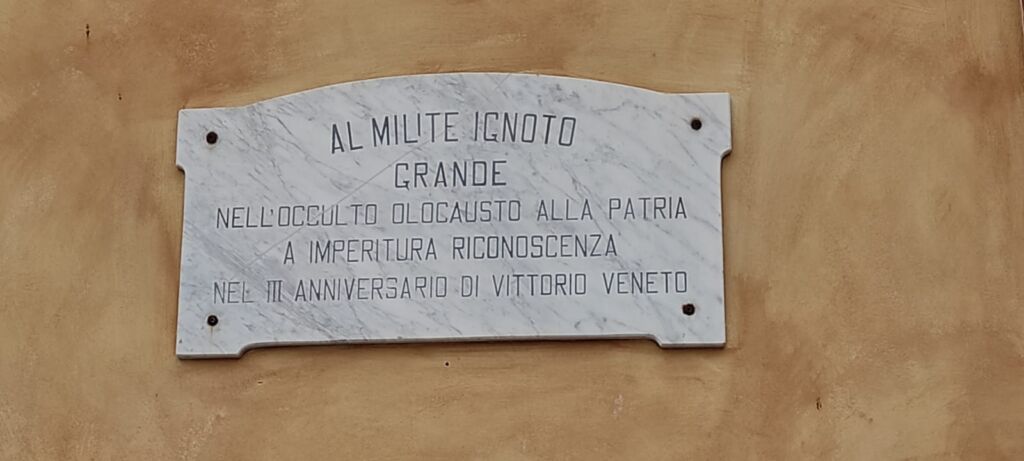 AL MILITE IGNOTO
GRANDE
NELL'OCCULTO OLOCAUSTO ALLA PATRIA
A IMPERITURA RICONOSCENZA
NEL III ANNIVERSARIO DI VITTORIO VENETO